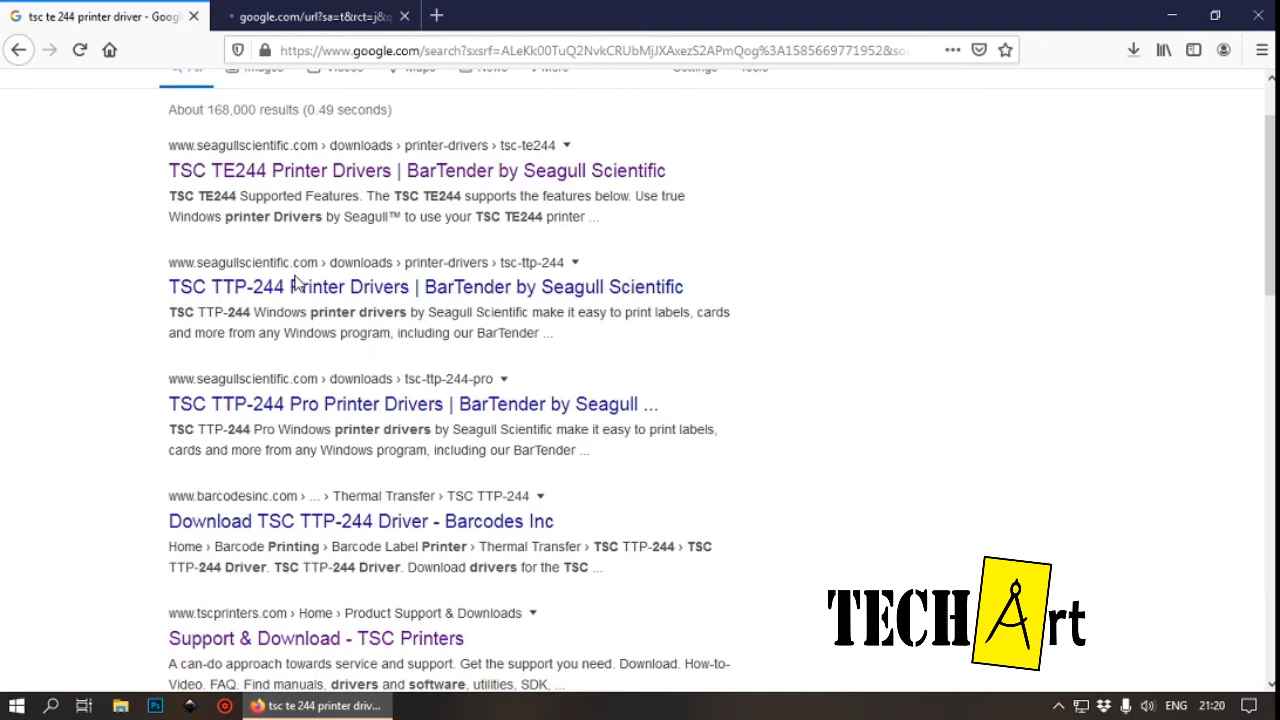 tsc te 244 printer driver - Goog
google.com/url?sa=t&rct=j&q
https://www.google.com/search?sxsrf=ALeKk00TuQ2NvkCRUbMjJXAxezS2APmQog%3A1585669771952&sou
All Images Videos Maps News More Settings Tools
About 168,000 results (0.49 seconds)
www.seagullscientific.com › downloads › printer-drivers › tsc-te244
TSC TE244 Printer Drivers | BarTender by Seagull Scientific
TSC TE244 Supported Features. The TSC TE244 supports the features below. Use true
Windows printer Drivers by Seagull™ to use your TSC TE244 printer ...
www.seagullscientific.com › downloads › printer-drivers › tsc-ttp-244
TSC TTP-244 Printer Drivers | BarTender by Seagull Scientific
TSC TTP-244 Windows printer drivers by Seagull Scientific make it easy to print labels, cards
and more from any Windows program, including our BarTender ...
www.seagullscientific.com › downloads › tsc-ttp-244-pro
TSC TTP-244 Pro Printer Drivers | BarTender by Seagull ...
TSC TTP-244 Pro Windows printer drivers by Seagull Scientific make it easy to print labels,
cards and more from any Windows program, including our BarTender ...
www.barcodesinc.com › ... › Thermal Transfer › TSC TTP-244
Download TSC TTP-244 Driver - Barcodes Inc
Home › Barcode Printing › Barcode Label Printer › Thermal Transfer › TSC TTP-244 › TSC
TTP-244 Driver. TSC TTP-244 Driver. Download drivers for the TSC ...
www.tscprinters.com › Home › Product Support & Downloads
Support & Download - TSC Printers
A can-do approach towards service and support. Get the support you need. Download. How-to-
Video. FAQ. Find manuals, drivers and software, utilities, SDK, ...
TECH Art
tsc te 244 printer driv...
ENG 21:20